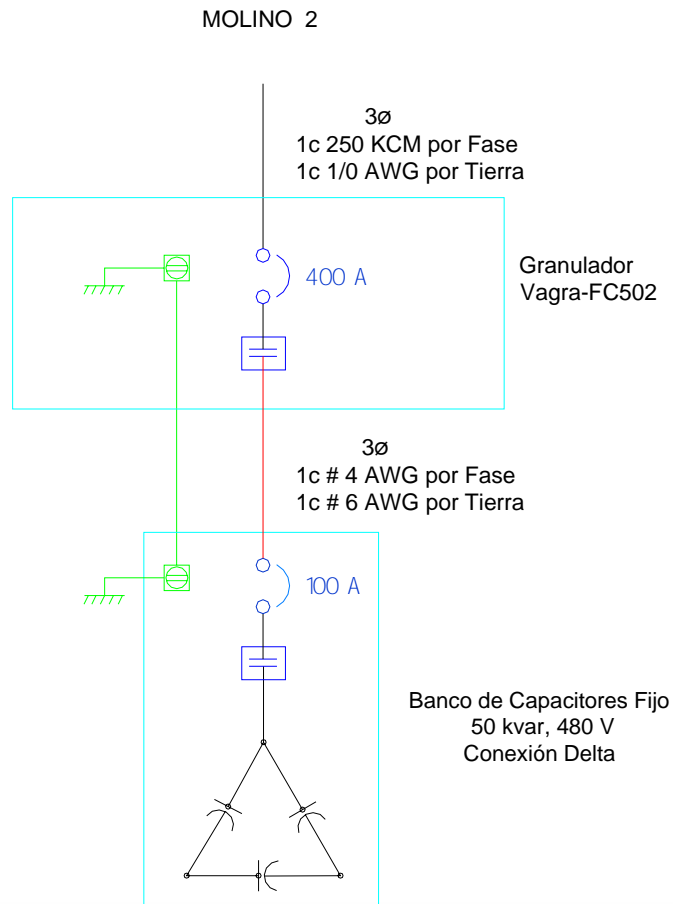 MOLINO 2
3ø
1c 250 KCM por Fase
1c 1/0 AWG por Tierra
400 A
Granulador
Vagra-FC502
3ø
1c # 4 AWG por Fase
1c # 6 AWG por Tierra
100 A
Banco de Capacitores Fijo
50 kvar, 480 V
Conexión Delta